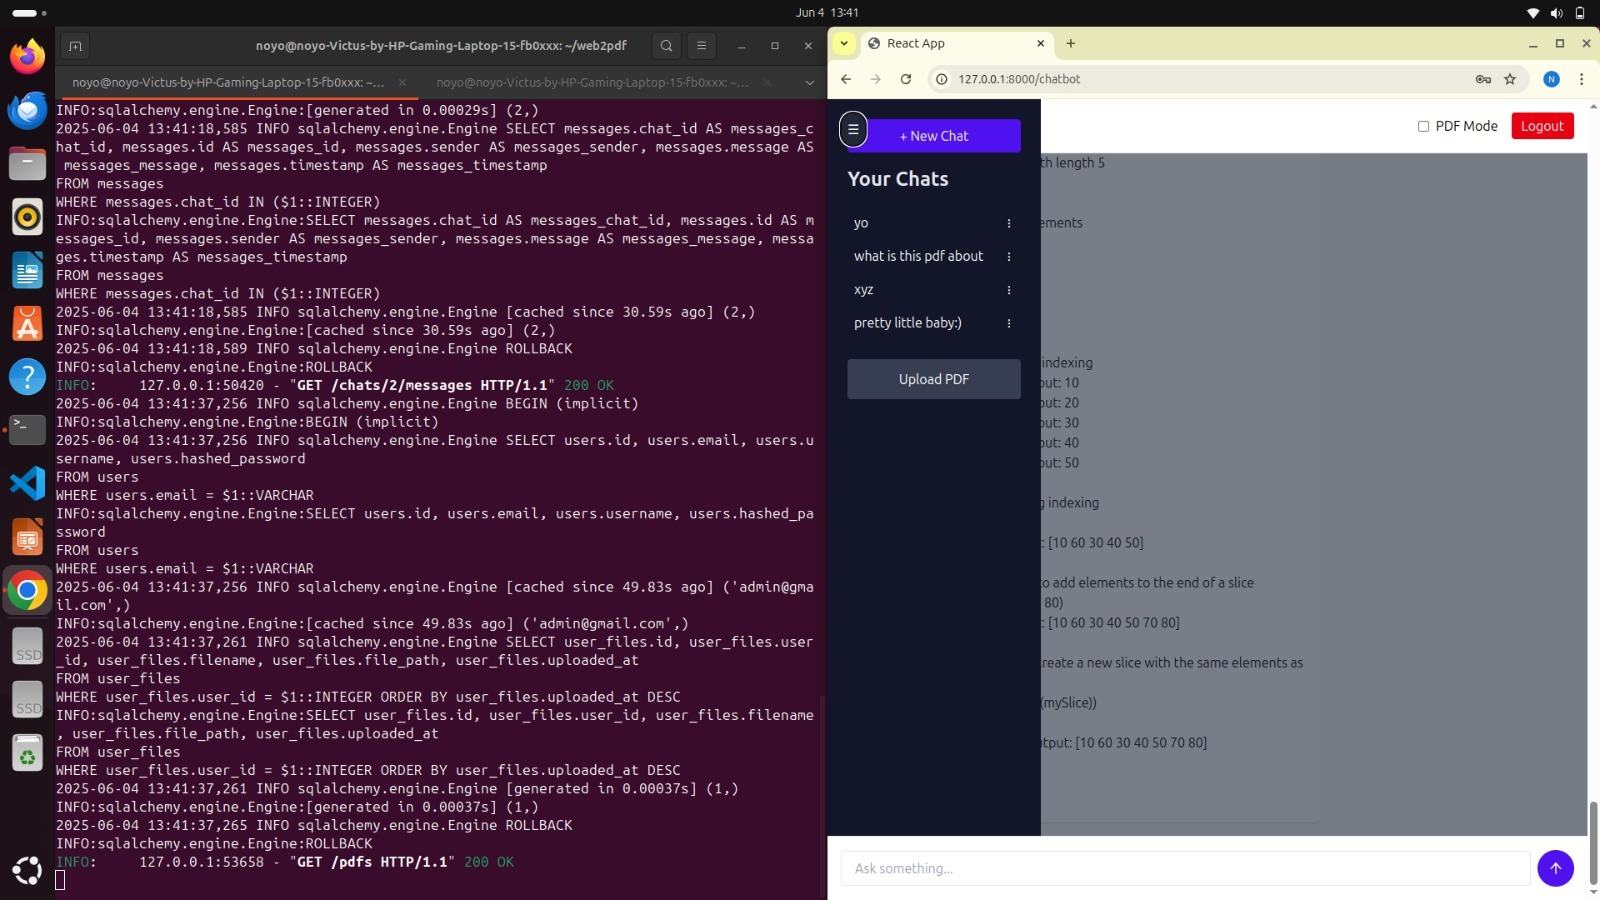 Jun 4 13:41
noyo@noyo-Victus-by-HP-Gaming-Laptop-15-fb0xxx: ~/web2pdf
noyo@noyo-Victus-by-HP-Gaming-Laptop-15-fb0xxx: ~...
noyo@noyo-Victus-by-HP-Gaming-Laptop-15-fb0xxx: ~...
INFO:sqlalchemy.engine.Engine:[generated in 0.00029s] (2,)
2025-06-04 13:41:18,585 INFO sqlalchemy.engine.Engine SELECT messages.chat_id AS messages_c
hat_id, messages.id AS messages_id, messages.sender AS messages_sender, messages.message AS
 messages_message, messages.timestamp AS messages_timestamp
FROM messages
WHERE messages.chat_id IN ($1::INTEGER)
INFO:sqlalchemy.engine.Engine:SELECT messages.chat_id AS messages_chat_id, messages.id AS m
essages_id, messages.sender AS messages_sender, messages.message AS messages_message, messa
ges.timestamp AS messages_timestamp
FROM messages
WHERE messages.chat_id IN ($1::INTEGER)
2025-06-04 13:41:18,585 INFO sqlalchemy.engine.Engine [cached since 30.59s ago] (2,)
INFO:sqlalchemy.engine.Engine:[cached since 30.59s ago] (2,)
2025-06-04 13:41:18,589 INFO sqlalchemy.engine.Engine ROLLBACK
INFO:sqlalchemy.engine.Engine:ROLLBACK
INFO:     127.0.0.1:50420 - "GET /chats/2/messages HTTP/1.1" 200 OK
2025-06-04 13:41:37,256 INFO sqlalchemy.engine.Engine BEGIN (implicit)
INFO:sqlalchemy.engine.Engine:BEGIN (implicit)
2025-06-04 13:41:37,256 INFO sqlalchemy.engine.Engine SELECT users.id, users.email, users.u
sername, users.hashed_password
FROM users
WHERE users.email = $1::VARCHAR
INFO:sqlalchemy.engine.Engine:SELECT users.id, users.email, users.username, users.hashed_pa
ssword
FROM users
WHERE users.email = $1::VARCHAR
2025-06-04 13:41:37,256 INFO sqlalchemy.engine.Engine [cached since 49.83s ago] ('admin@gma
il.com',)
INFO:sqlalchemy.engine.Engine:[cached since 49.83s ago] ('admin@gmail.com',)
2025-06-04 13:41:37,261 INFO sqlalchemy.engine.Engine SELECT user_files.id, user_files.user
_id, user_files.filename, user_files.file_path, user_files.uploaded_at
FROM user_files
WHERE user_files.user_id = $1::INTEGER ORDER BY user_files.uploaded_at DESC
INFO:sqlalchemy.engine.Engine:SELECT user_files.id, user_files.user_id, user_files.filename
, user_files.file_path, user_files.uploaded_at
FROM user_files
WHERE user_files.user_id = $1::INTEGER ORDER BY user_files.uploaded_at DESC
2025-06-04 13:41:37,261 INFO sqlalchemy.engine.Engine [generated in 0.00037s] (1,)
INFO:sqlalchemy.engine.Engine:[generated in 0.00037s] (1,)
2025-06-04 13:41:37,265 INFO sqlalchemy.engine.Engine ROLLBACK
INFO:sqlalchemy.engine.Engine:ROLLBACK
INFO:     127.0.0.1:53658 - "GET /pdfs HTTP/1.1" 200 OK
SSD
SSD
React App
127.0.0.1:8000/chatbot
N
+ New Chat
PDF Mode
Logout
Your Chats
yo
what is this pdf about
xyz
pretty little baby:)
Upload PDF
th length 5
ements
indexing
out: 10
out: 20
out: 30
out: 40
out: 50
g indexing
: [10 60 30 40 50]
to add elements to the end of a slice
80)
: [10 60 30 40 50 70 80]
create a new slice with the same elements as
(mySlice))
tput: [10 60 30 40 50 70 80]
Ask something...